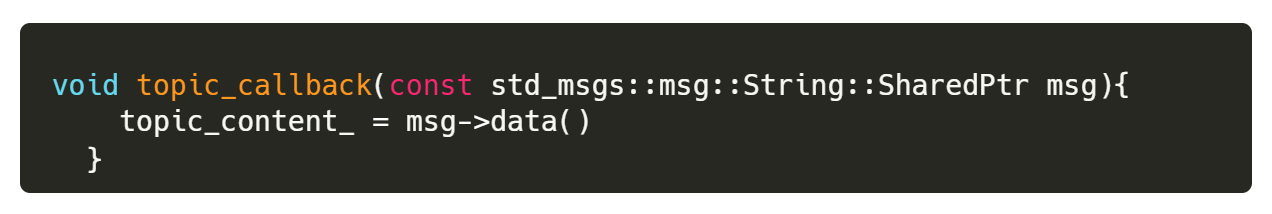 void topic_callback(const std_msgs::msg::String::SharedPtr msg){
topic_content_ = msg->data()
}